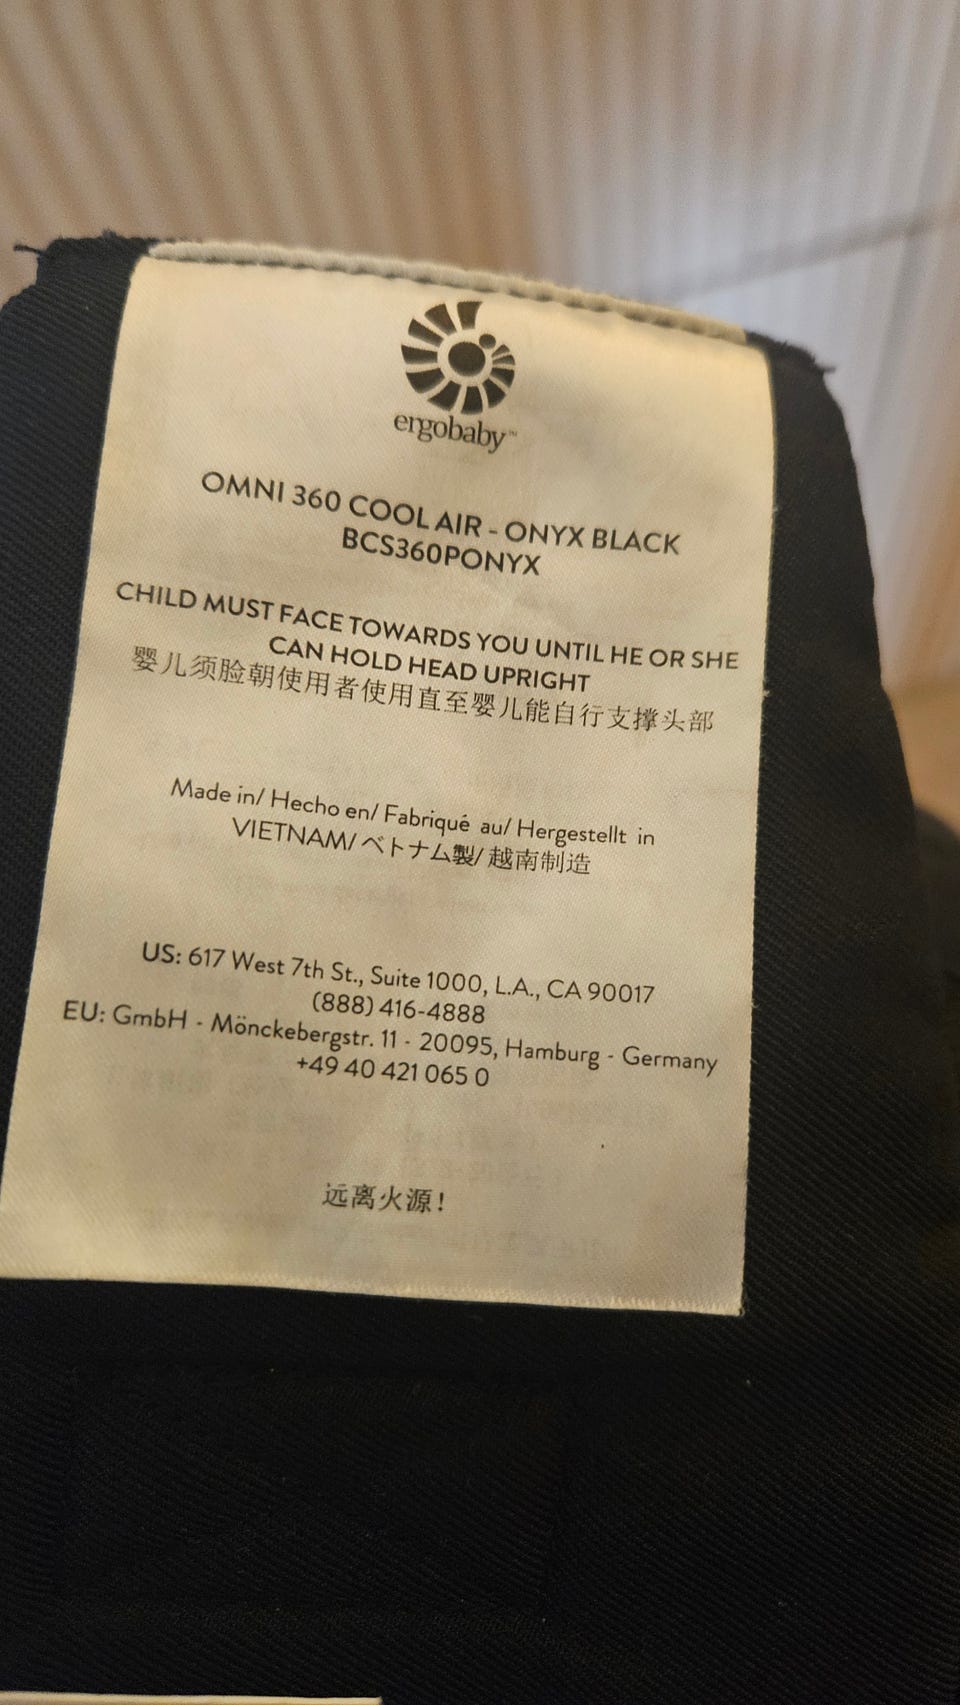 ergobaby™
OMNI 360 COOL AIR - ONYX BLACK
BCS360PONYX
CHILD MUST FACE TOWARDS YOU UNTIL HE OR SHE
CAN HOLD HEAD UPRIGHT
婴儿须脸朝使用者使用直至婴儿能自行支撑头部
Made in/ Hecho en/ Fabriqué au/ Hergestellt in
VIETNAM/ ベトナム製/ 越南制造
US: 617 West 7th St., Suite 1000, L.A., CA 90017
(888) 416-4888
EU: GmbH - Mönckebergstr. 11 - 20095, Hamburg - Germany
+49 40 421 065 0
远离火源!